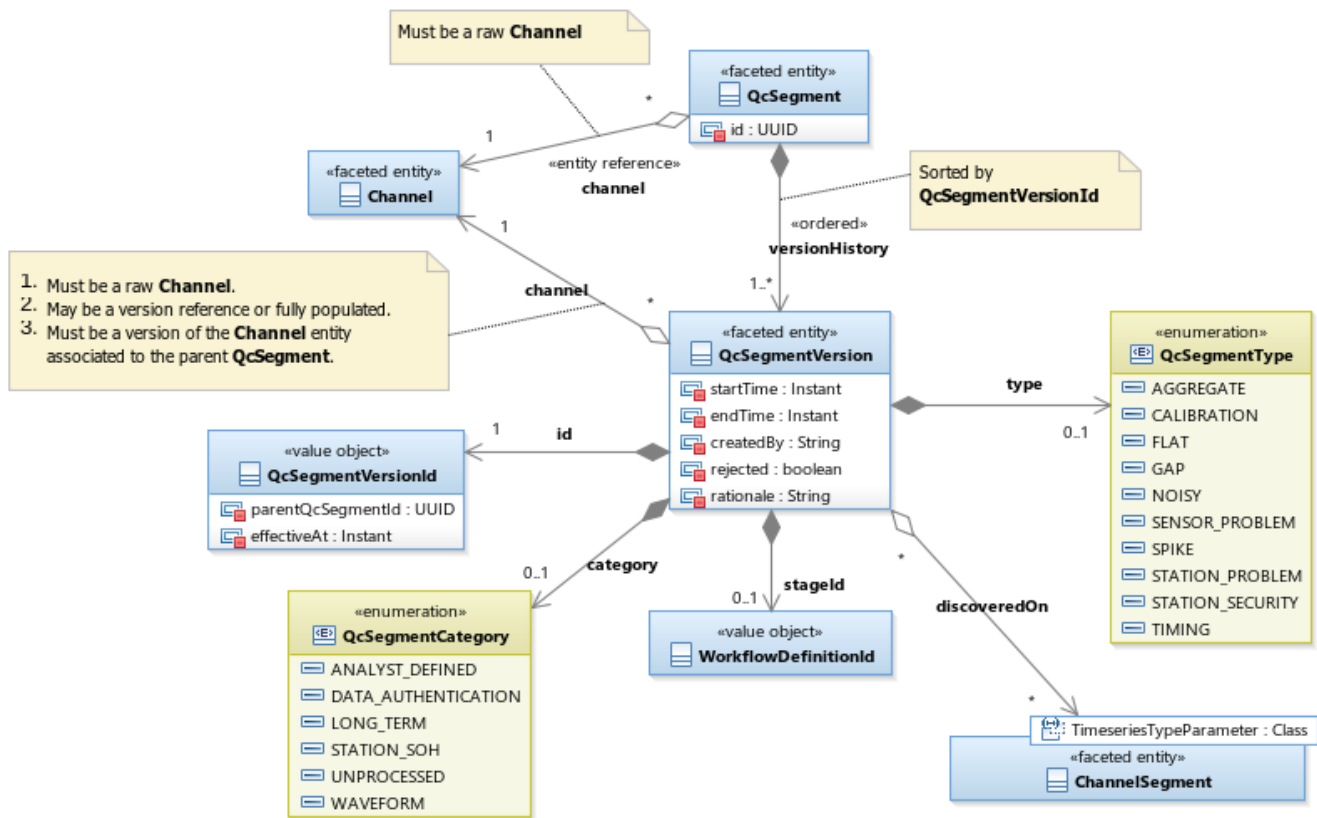 Must be a raw Channel
«faceted entity»
QcSegment
id : UUID
*
1
«entity reference»
channel
«faceted entity»
Channel
Sorted by
QcSegmentVersionId
«ordered»
versionHistory
1..*
1
channel
*
1. Must be a raw Channel.
2. May be a version reference or fully populated.
3. Must be a version of the Channel entity
associated to the parent QcSegment.
«faceted entity»
QcSegmentVersion
startTime : Instant
endTime : Instant
createdBy : String
rejected : boolean
rationale : String
type
0..1
«enumeration»
<E> QcSegmentType
AGGREGATE
CALIBRATION
FLAT
GAP
NOISY
SENSOR_PROBLEM
SPIKE
STATION_PROBLEM
STATION_SECURITY
TIMING
1
id
«value object»
QcSegmentVersionId
parentQcSegmentId : UUID
effectiveAt : Instant
0..1
category
«enumeration»
<E> QcSegmentCategory
ANALYST_DEFINED
DATA_AUTHENTICATION
LONG_TERM
STATION_SOH
UNPROCESSED
WAVEFORM
stageId
0..1
«value object»
WorkflowDefinitionId
*
discoveredOn
*
TimeseriesTypeParameter : Class
«faceted entity»
ChannelSegment